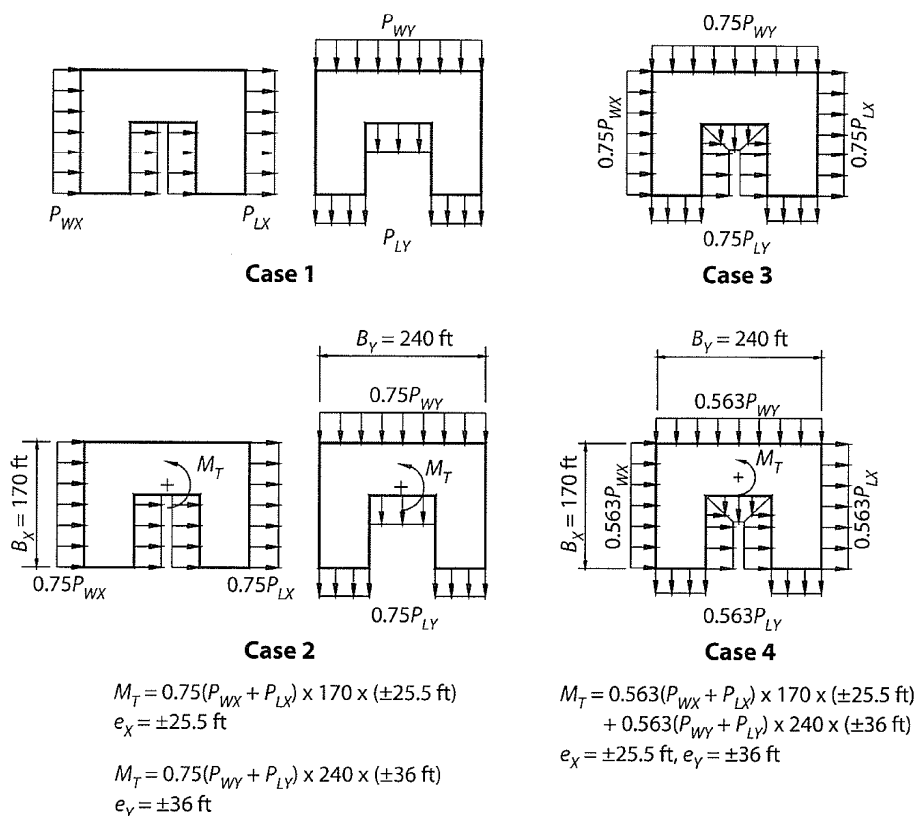 P_WX
P_LX
P_WY
P_LY
Case 1
0.75P_WY
0.75P_WX
0.75P_LX
0.75P_LY
Case 3
B_X = 170 ft
M_T
0.75P_WX
0.75P_LX
B_Y = 240 ft
0.75P_WY
M_T
0.75P_LY
Case 2
M_T = 0.75(P_WX + P_LX) x 170 x (±25.5 ft)
e_X = ±25.5 ft
M_T = 0.75(P_WY + P_LY) x 240 x (±36 ft)
e_Y = ±36 ft
B_Y = 240 ft
0.563P_WY
B_X = 170 ft
0.563P_WX
M_T
0.563P_LX
0.563P_LY
Case 4
M_T = 0.563(P_WX + P_LX) x 170 x (±25.5 ft)
+ 0.563(P_WY + P_LY) x 240 x (±36 ft)
e_X = ±25.5 ft, e_Y = ±36 ft